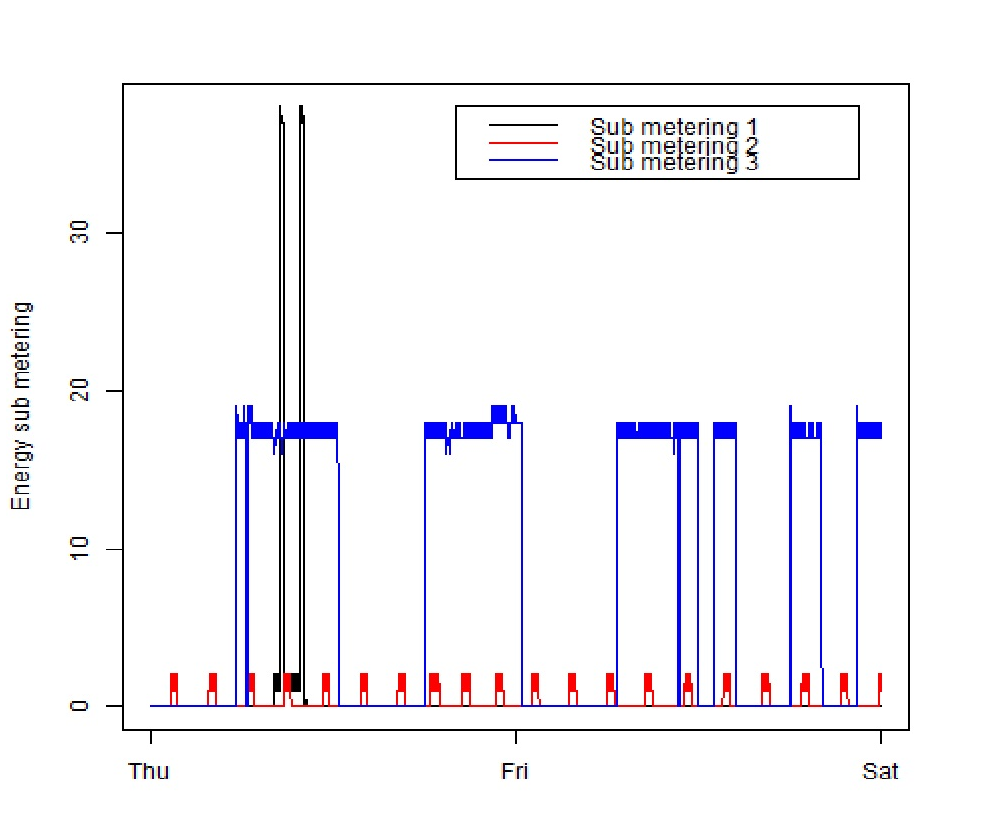 Sub metering 1
Sub metering 2
Sub metering 3
Energy sub metering
30
20
10
0
Thu Fri Sat